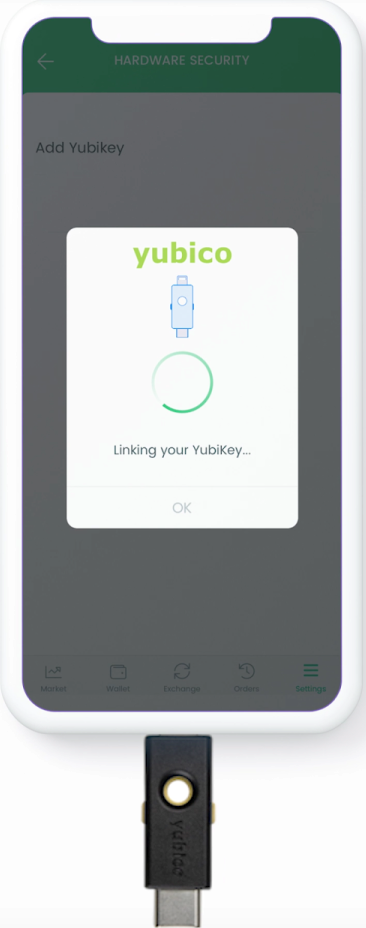 HARDWARE SECURITY
Add Yubikey
yubico
Linking your YubiKey...
OK
Market Wallet Exchange Orders Settings
yubico